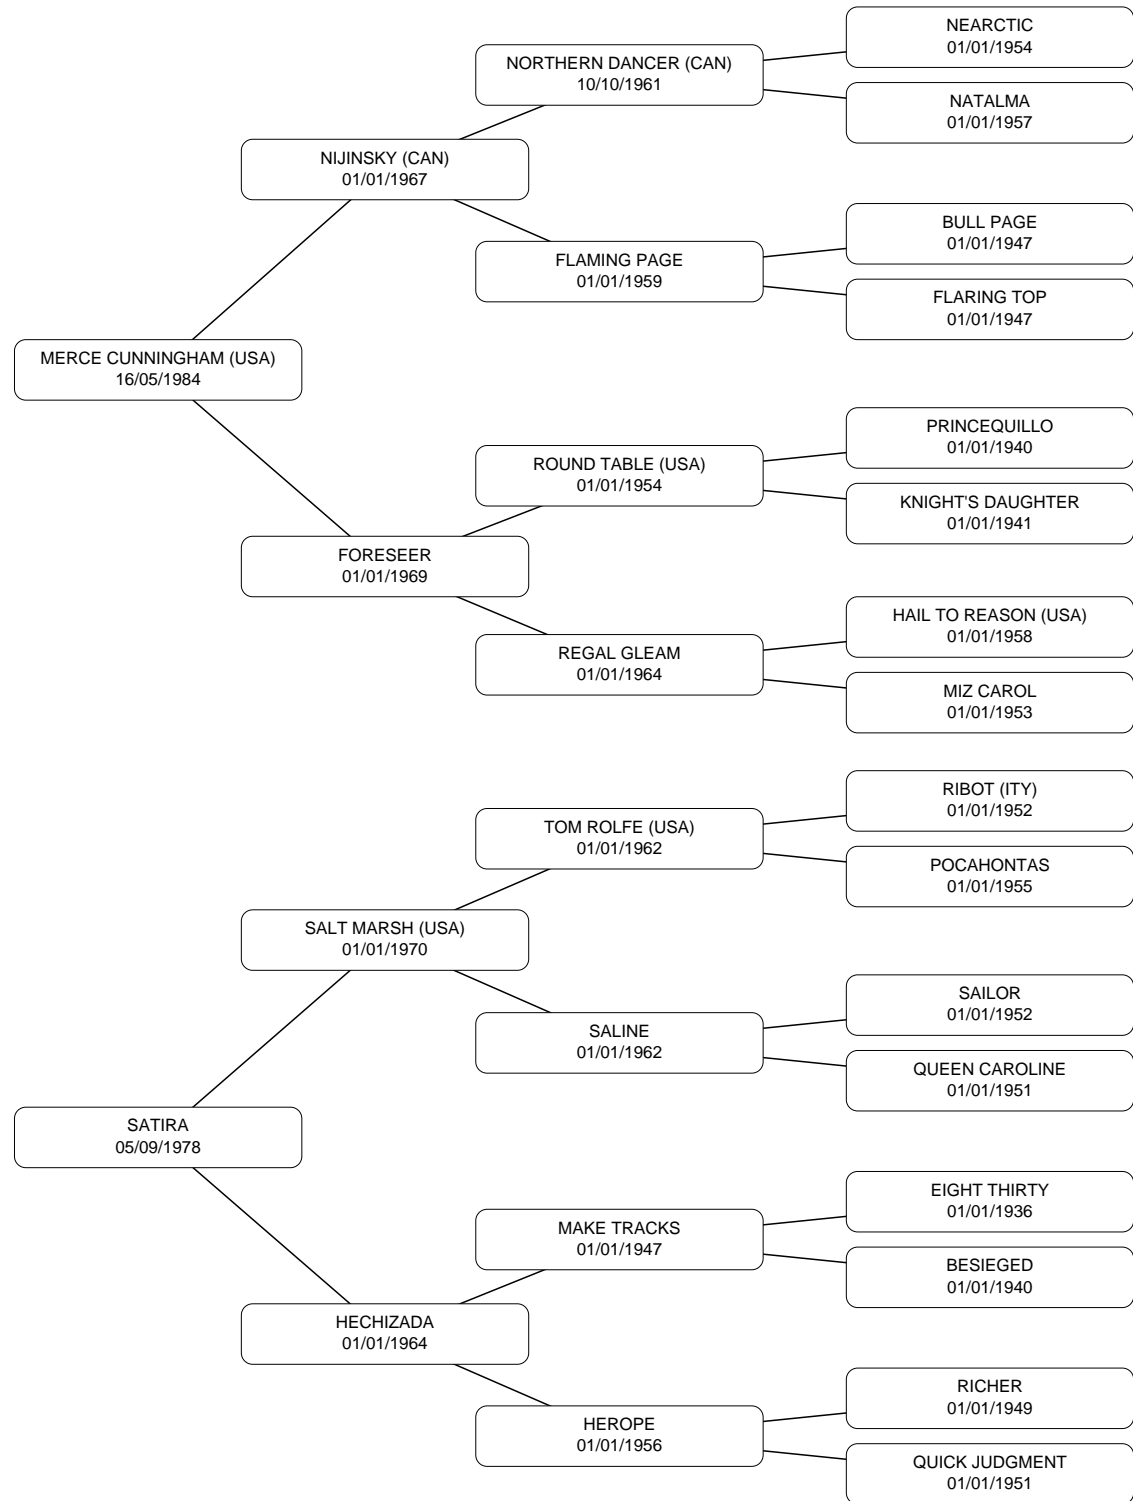 NEARCTIC
01/01/1954
NORTHERN DANCER (CAN)
10/10/1961
NATALMA
01/01/1957
NIJINSKY (CAN)
01/01/1967
BULL PAGE
01/01/1947
FLAMING PAGE
01/01/1959
FLARING TOP
01/01/1947
MERCE CUNNINGHAM (USA)
16/05/1984
PRINCEQUILLO
01/01/1940
ROUND TABLE (USA)
01/01/1954
KNIGHT'S DAUGHTER
01/01/1941
FORESEER
01/01/1969
HAIL TO REASON (USA)
01/01/1958
REGAL GLEAM
01/01/1964
MIZ CAROL
01/01/1953
RIBOT (ITY)
01/01/1952
TOM ROLFE (USA)
01/01/1962
POCAHONTAS
01/01/1955
SALT MARSH (USA)
01/01/1970
SAILOR
01/01/1952
SALINE
01/01/1962
QUEEN CAROLINE
01/01/1951
SATIRA
05/09/1978
EIGHT THIRTY
01/01/1936
MAKE TRACKS
01/01/1947
BESIEGED
01/01/1940
HECHIZADA
01/01/1964
RICHER
01/01/1949
HEROPE
01/01/1956
QUICK JUDGMENT
01/01/1951